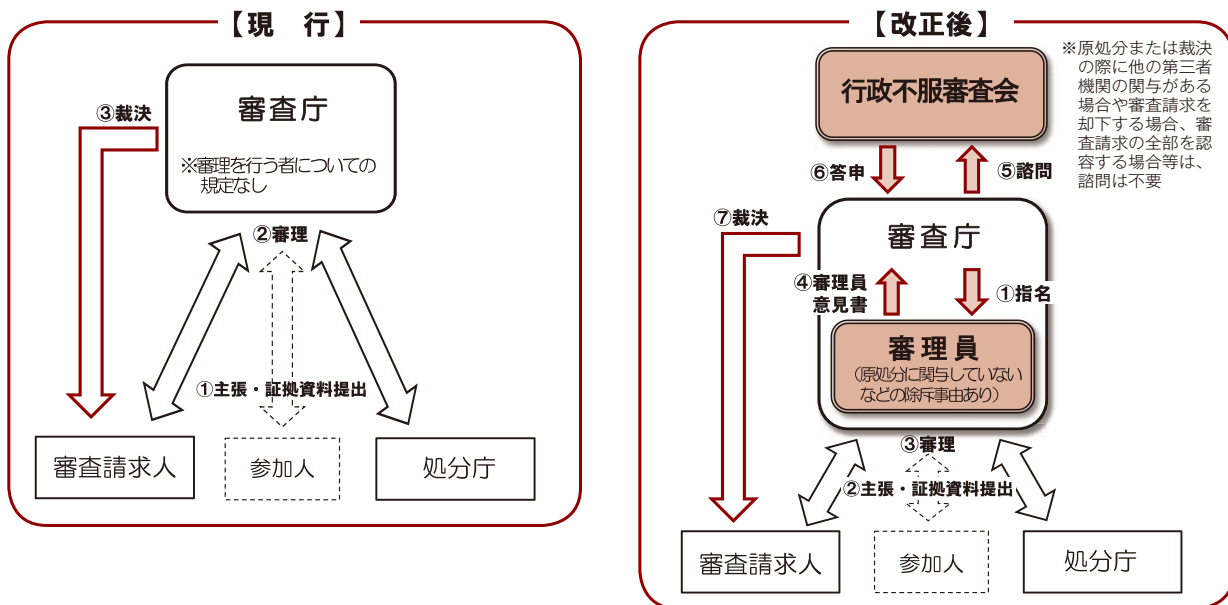 【現　行】
審査庁
※審理を行う者についての
規定なし
③裁決
②審理
①主張・証拠資料提出
審査請求人
参加人
処分庁
【改正後】
行政不服審査会
※原処分または裁決
の際に他の第三者
機関の関与がある
場合や審査請求を
却下する場合、審
査請求の全部を認
容する場合等は、
諮問は不要
⑥答申
⑤諮問
⑦裁決
審査庁
④審理員
意見書
①指名
審理員
（原処分に関与していない
などの除斥事由あり）
③審理
②主張・証拠資料提出
審査請求人
参加人
処分庁